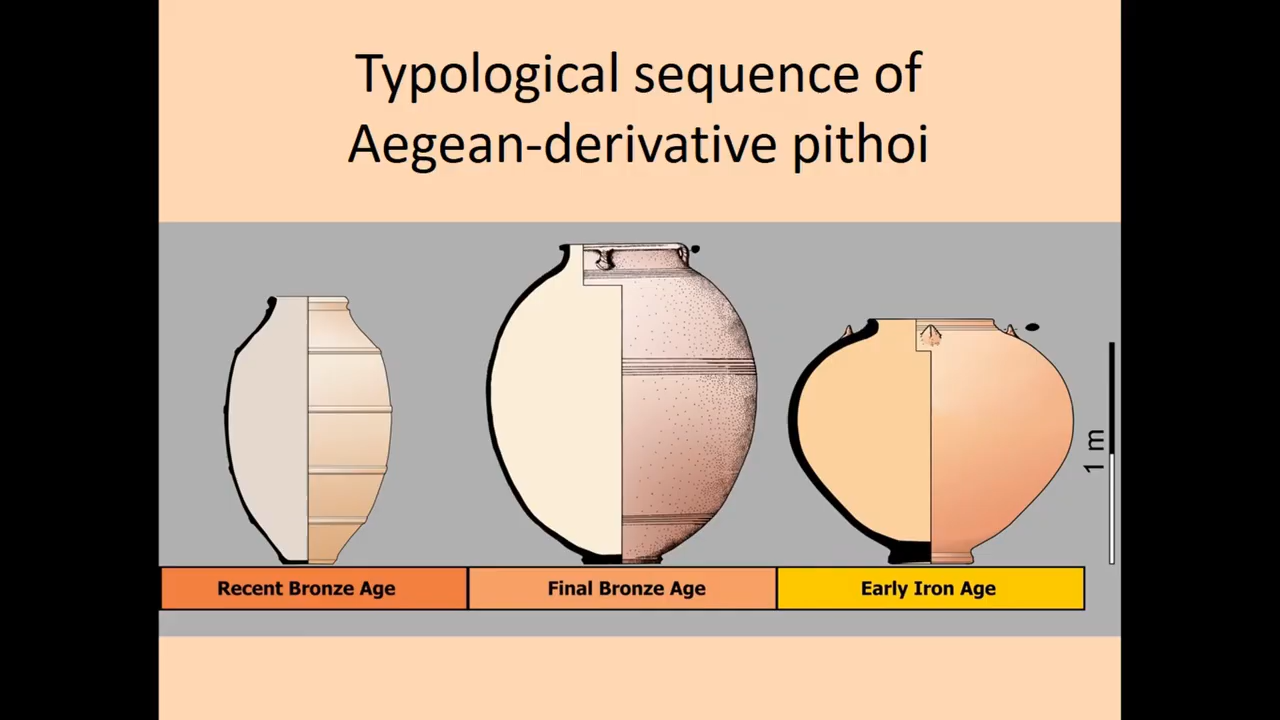 Typological sequence of
Aegean-derivative pithoi
1 m
Recent Bronze Age
Final Bronze Age
Early Iron Age